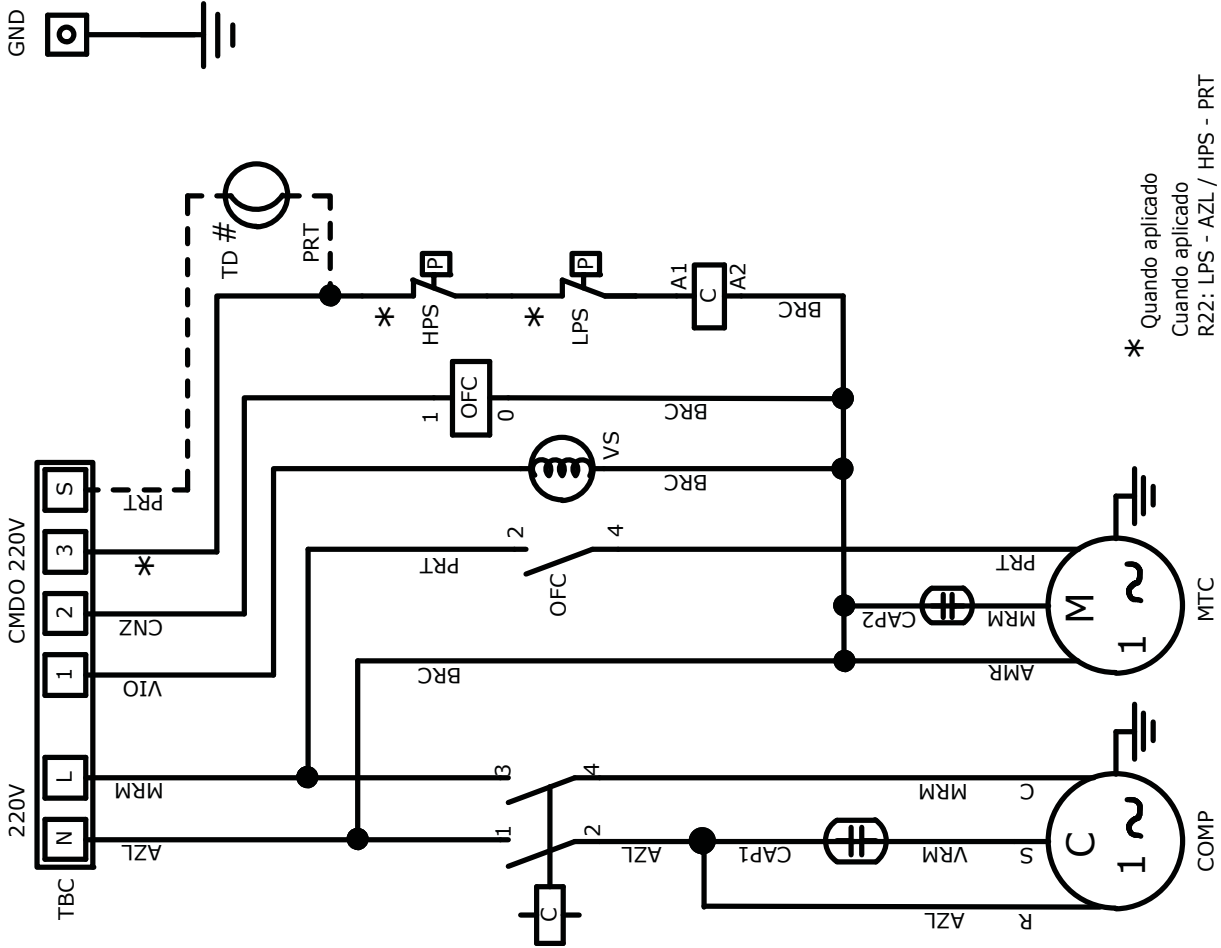 GND
TD #
PRT
HPS
*
P
LPS
*
P
A1
C
A2
BRC
* Quando aplicado
Cuando aplicado
R22: LPS - AZL / HPS - PRT
1
OFC
0
BRC
VS
BRC
CMDO 220V
S
3
2
1
PRT
*
CNZ
VIO
PRT
2
4
OFC
PRT
BRC
CAP2
MRM
AMR
M
1 ~
MTC
220V
L
N
TBC
MRM
AZL
3
4
1
2
C
MRM
C
AZL
CAP1
VRM
S
AZL
R
C
1 ~
COMP